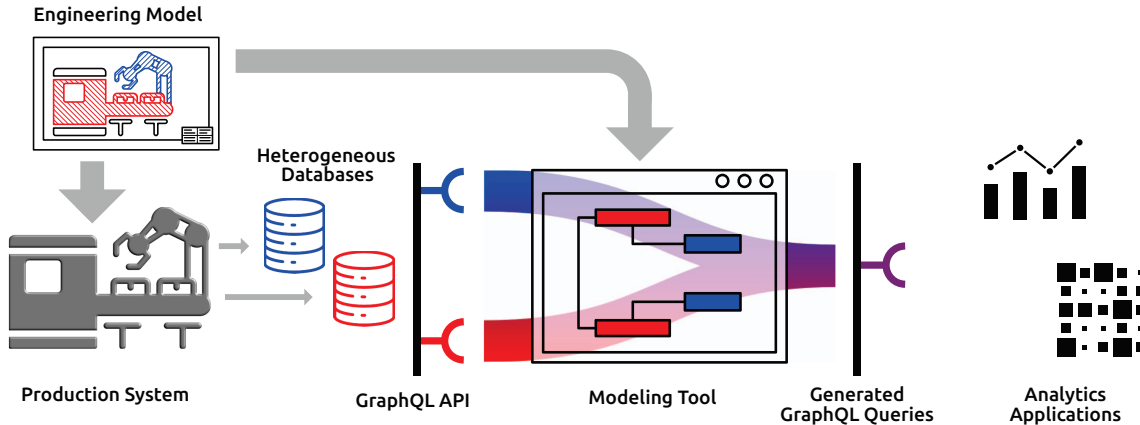 Engineering Model
Heterogeneous
Databases
Production System
GraphQL API
Modeling Tool
Generated
GraphQL Queries
Analytics
Applications